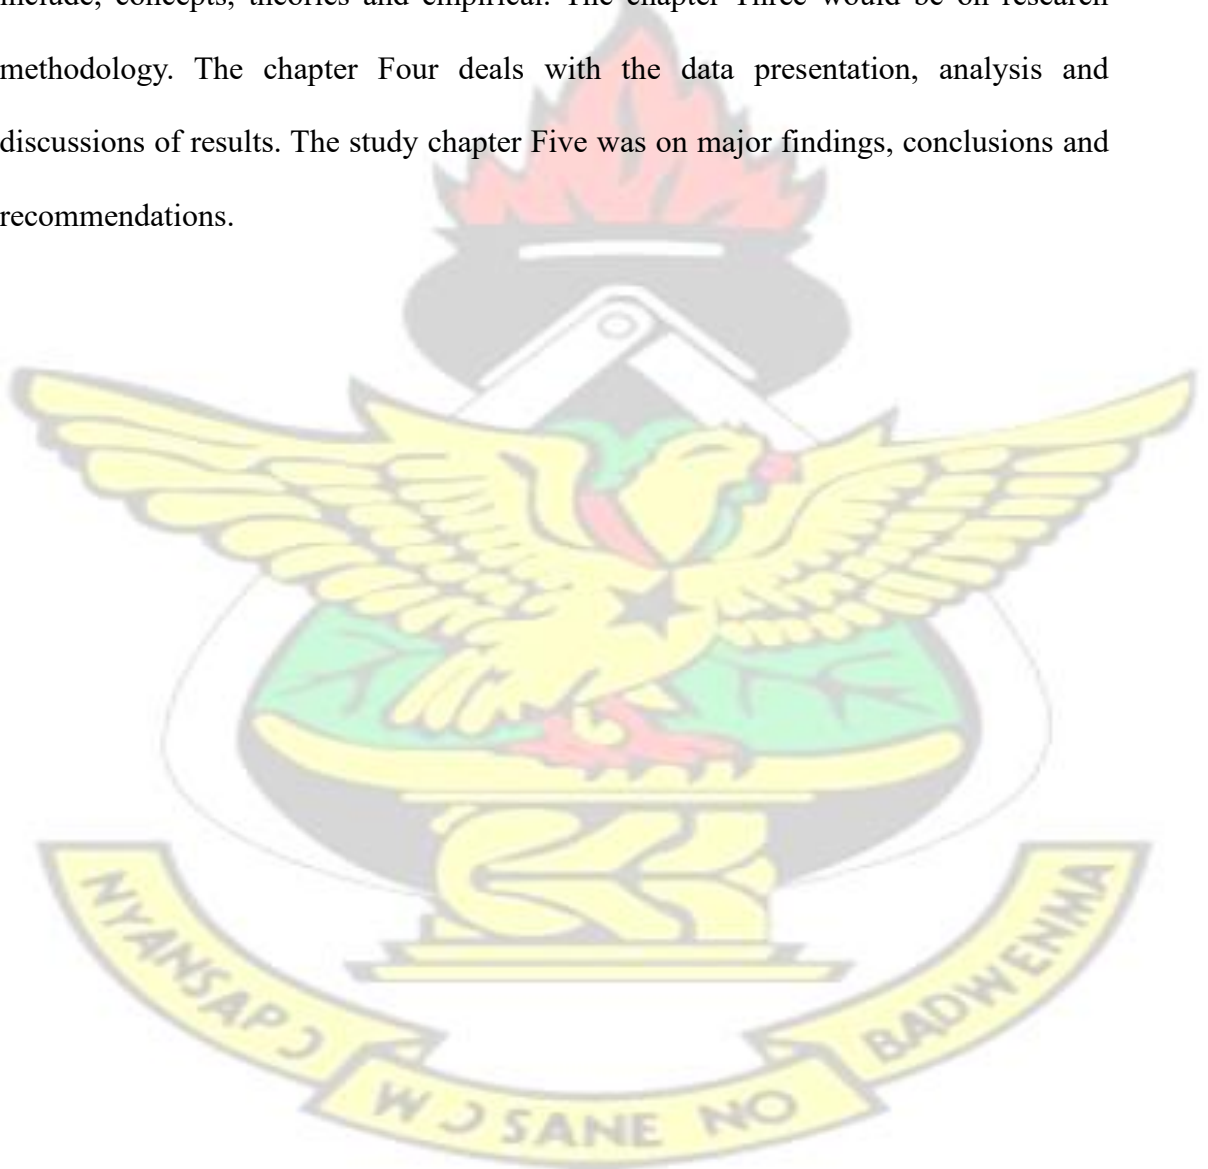 include, concepts, theories and empirical. The chapter Three would be on research
methodology. The chapter Four deals with the data presentation, analysis and
discussions of results. The study chapter Five was on major findings, conclusions and
recommendations.
NYANSAPƆ
WƆSANE NO
BADWENMA